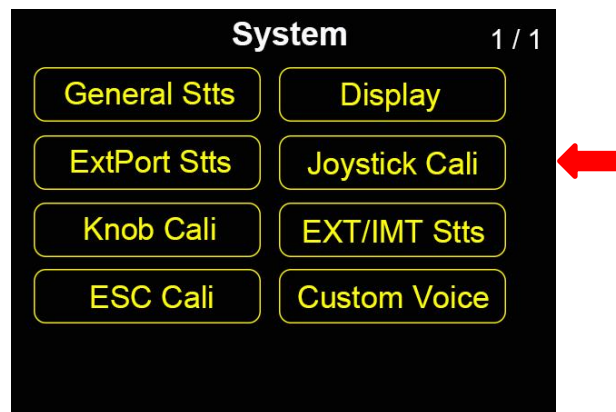 System 1 / 1
General Stts Display
ExtPort Stts Joystick Cali
Knob Cali EXT/IMT Stts
ESC Cali Custom Voice